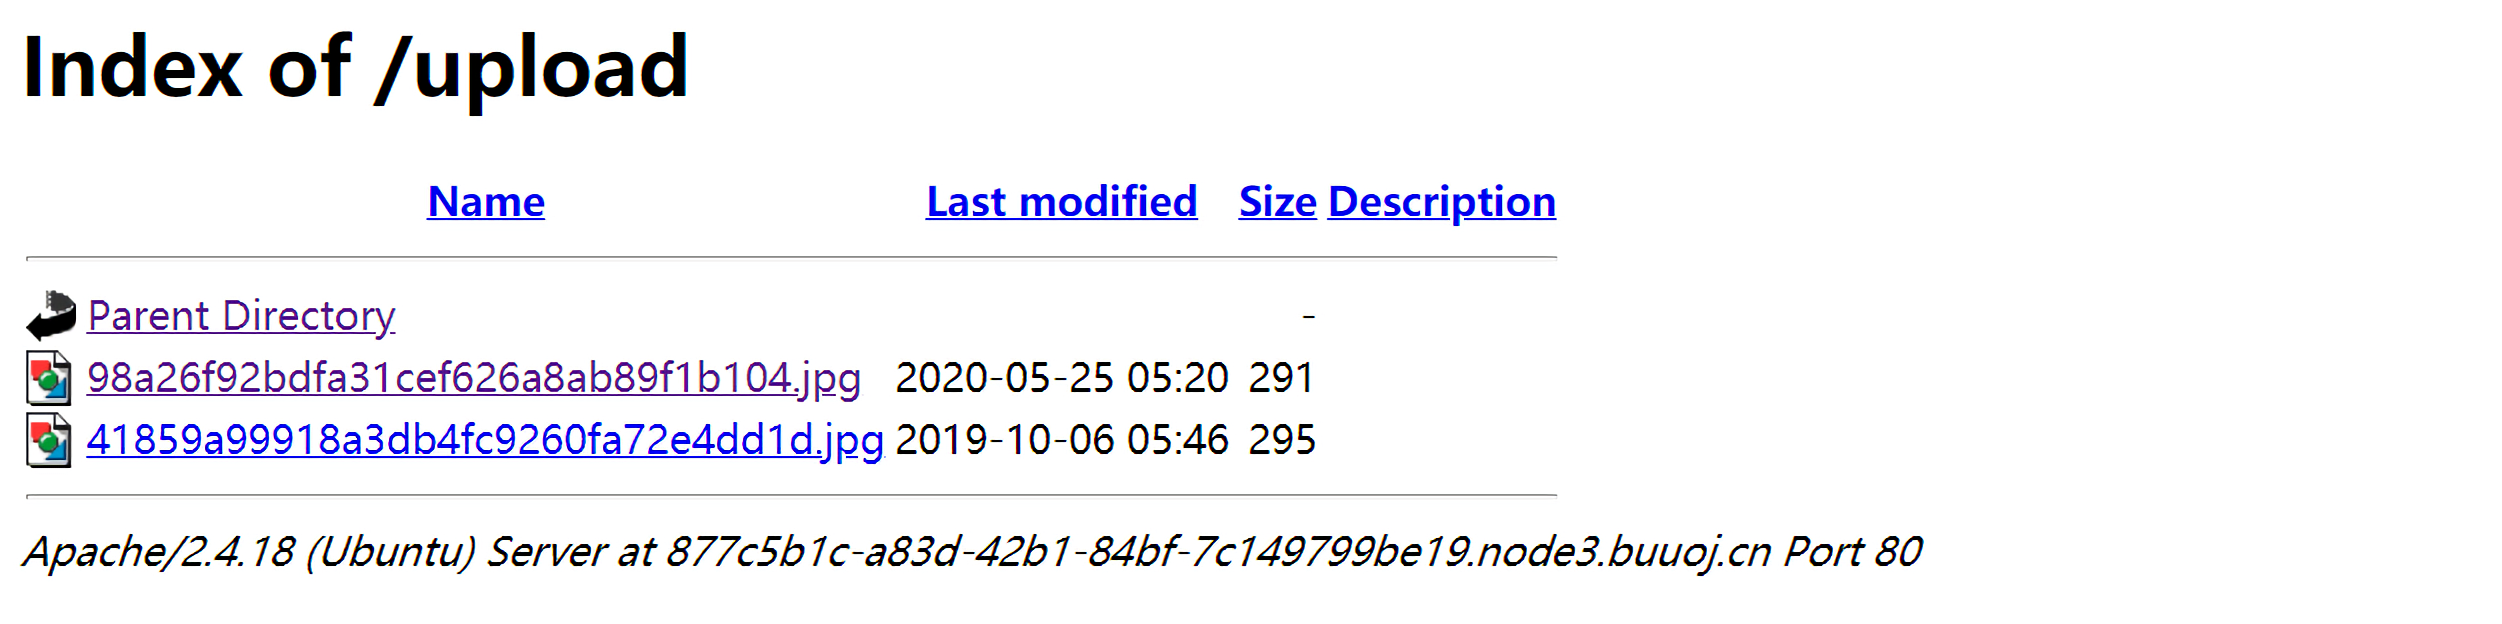 Index of /upload
Name Last modified Size Description
Parent Directory -
98a26f92bdfa31cef626a8ab89f1b104.jpg 2020-05-25 05:20 291
41859a99918a3db4fc9260fa72e4dd1d.jpg 2019-10-06 05:46 295
Apache/2.4.18 (Ubuntu) Server at 877c5b1c-a83d-42b1-84bf-7c149799be19.node3.buuoj.cn Port 80